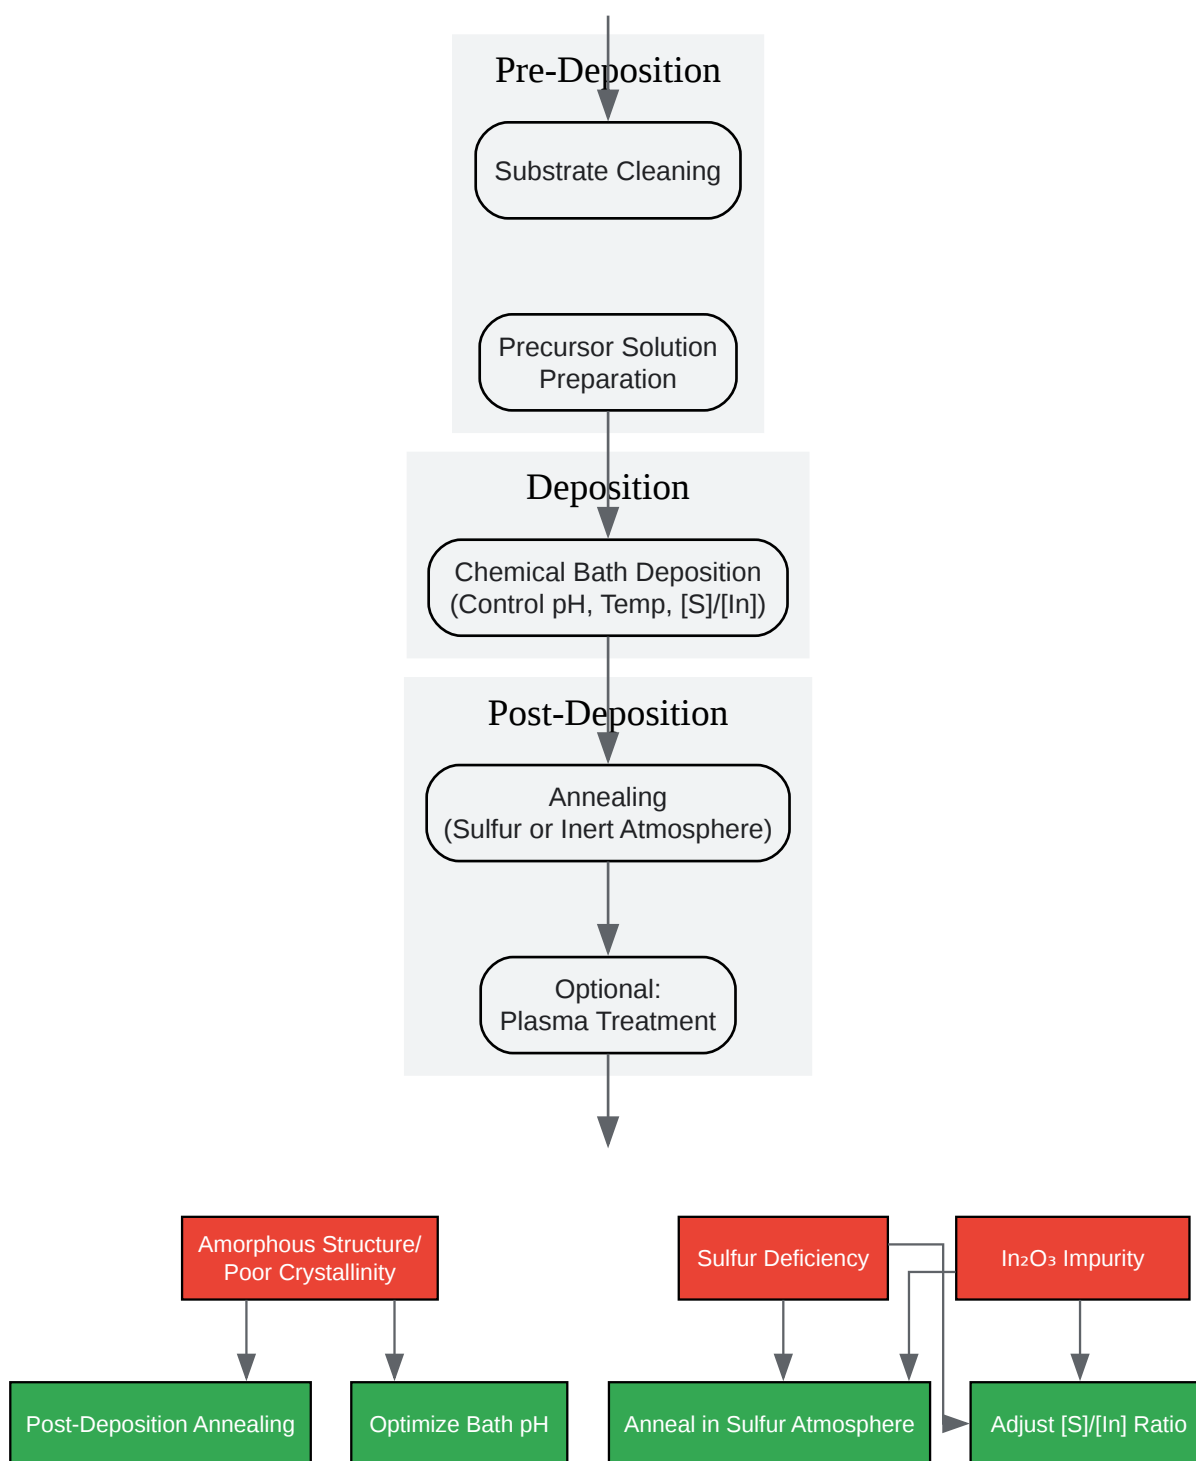 Pre-Deposition
Substrate Cleaning
Precursor Solution
Preparation
Deposition
Chemical Bath Deposition
(Control pH, Temp, [S]/[In])
Post-Deposition
Annealing
(Sulfur or Inert Atmosphere)
Optional:
Plasma Treatment
Amorphous Structure/
Poor Crystallinity
Sulfur Deficiency
In₂O₃ Impurity
Post-Deposition Annealing
Optimize Bath pH
Anneal in Sulfur Atmosphere
Adjust [S]/[In] Ratio